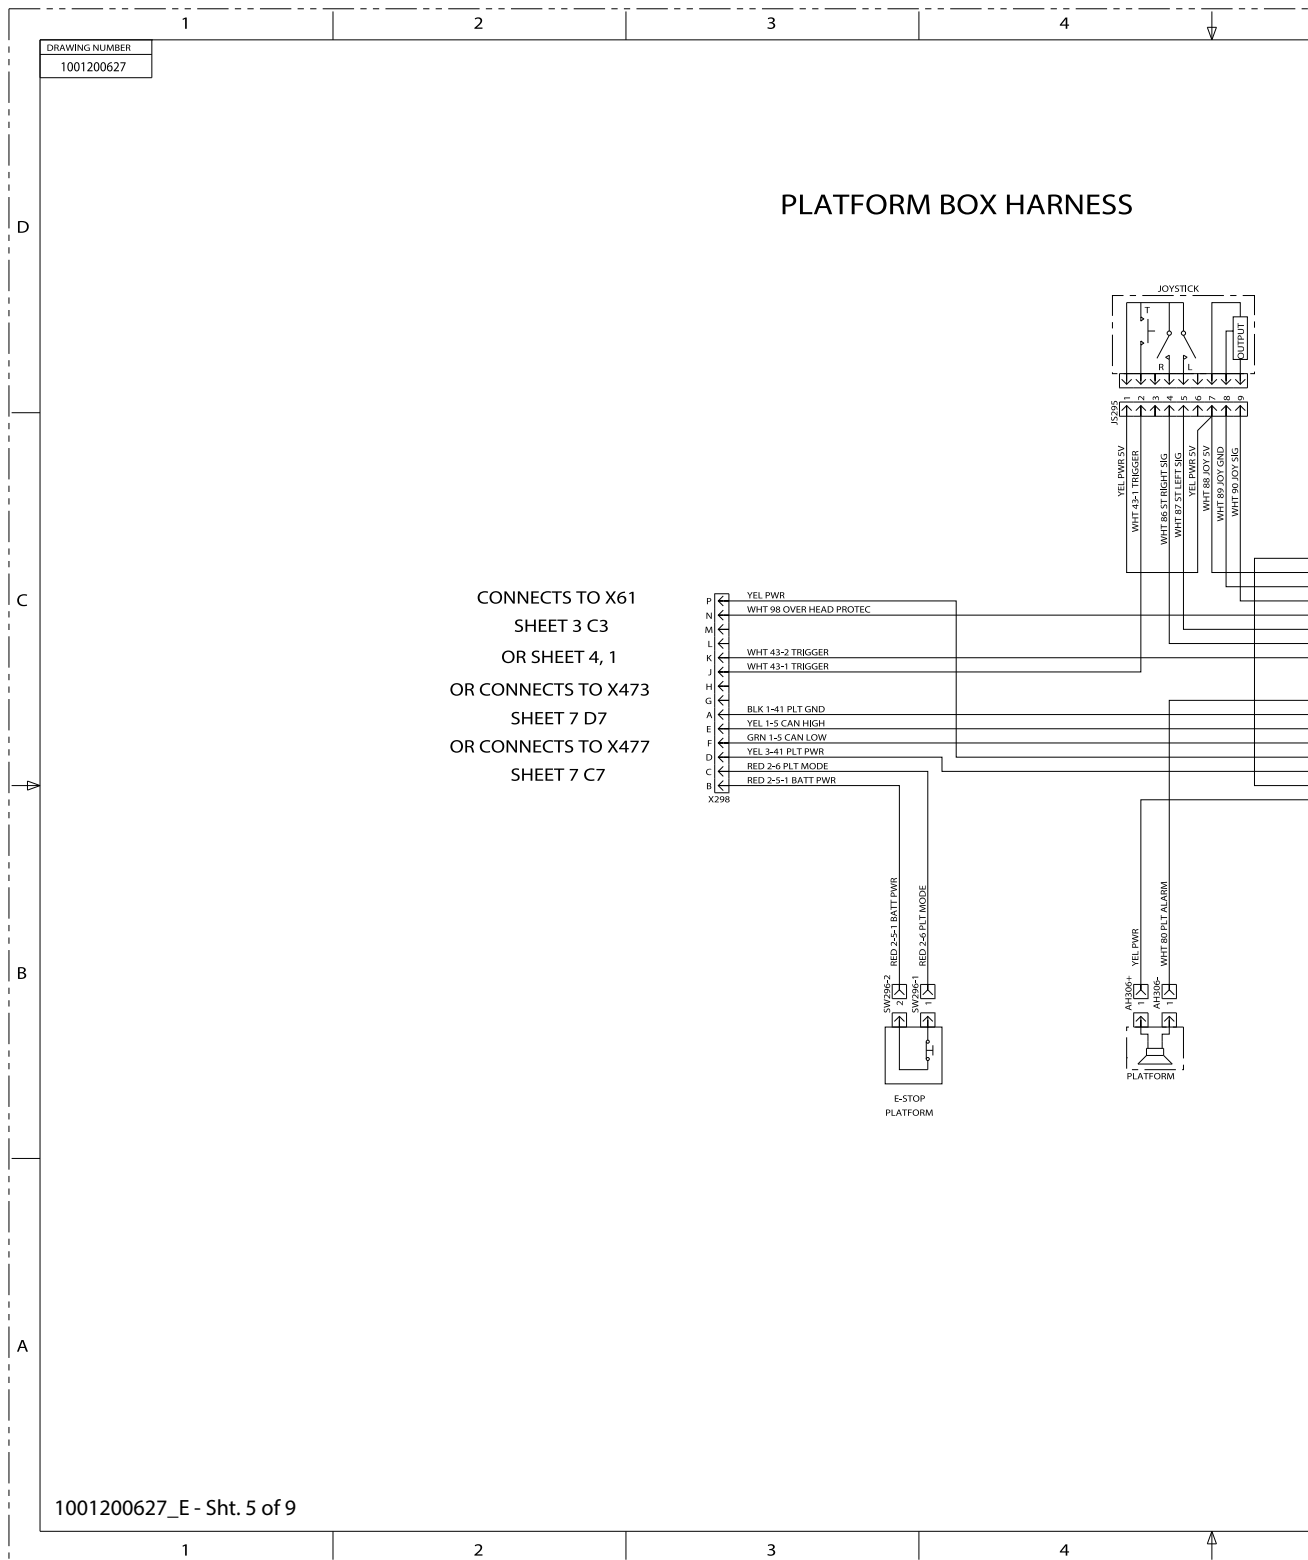 1 2 3 4
DRAWING NUMBER
1001200627
PLATFORM BOX HARNESS
D
JOYSTICK
T
OUTPUT
R L
JS295
1 2 3 4 5 6 7 8 9
YEL PWR 5V
WHT 43-1 TRIGGER
WHT 86 ST RIGHT SIG
WHT 87 ST LEFT SIG
YEL PWR 5V
WHT 88 JOY 5V
WHT 89 JOY GND
WHT 90 JOY SIG
C
CONNECTS TO X61
SHEET 3 C3
OR SHEET 4, 1
OR CONNECTS TO X473
SHEET 7 D7
OR CONNECTS TO X477
SHEET 7 C7
P YEL PWR
N WHT 98 OVER HEAD PROTEC
M
L
K WHT 43-2 TRIGGER
J WHT 43-1 TRIGGER
H
G
A BLK 1-41 PLT GND
E YEL 1-5 CAN HIGH
F GRN 1-5 CAN LOW
D YEL 3-41 PLT PWR
C RED 2-6 PLT MODE
B RED 2-5-1 BATT PWR
X298
RED 2-5-1 BATT PWR
RED 2-6 PLT MODE
YEL PWR
WHT 80 PLT ALARM
B
SW296-2
2
SW296-1
1
AH306+
1
AH306-
1
E-STOP
PLATFORM
PLATFORM
A
1001200627_E - Sht. 5 of 9
1 2 3 4